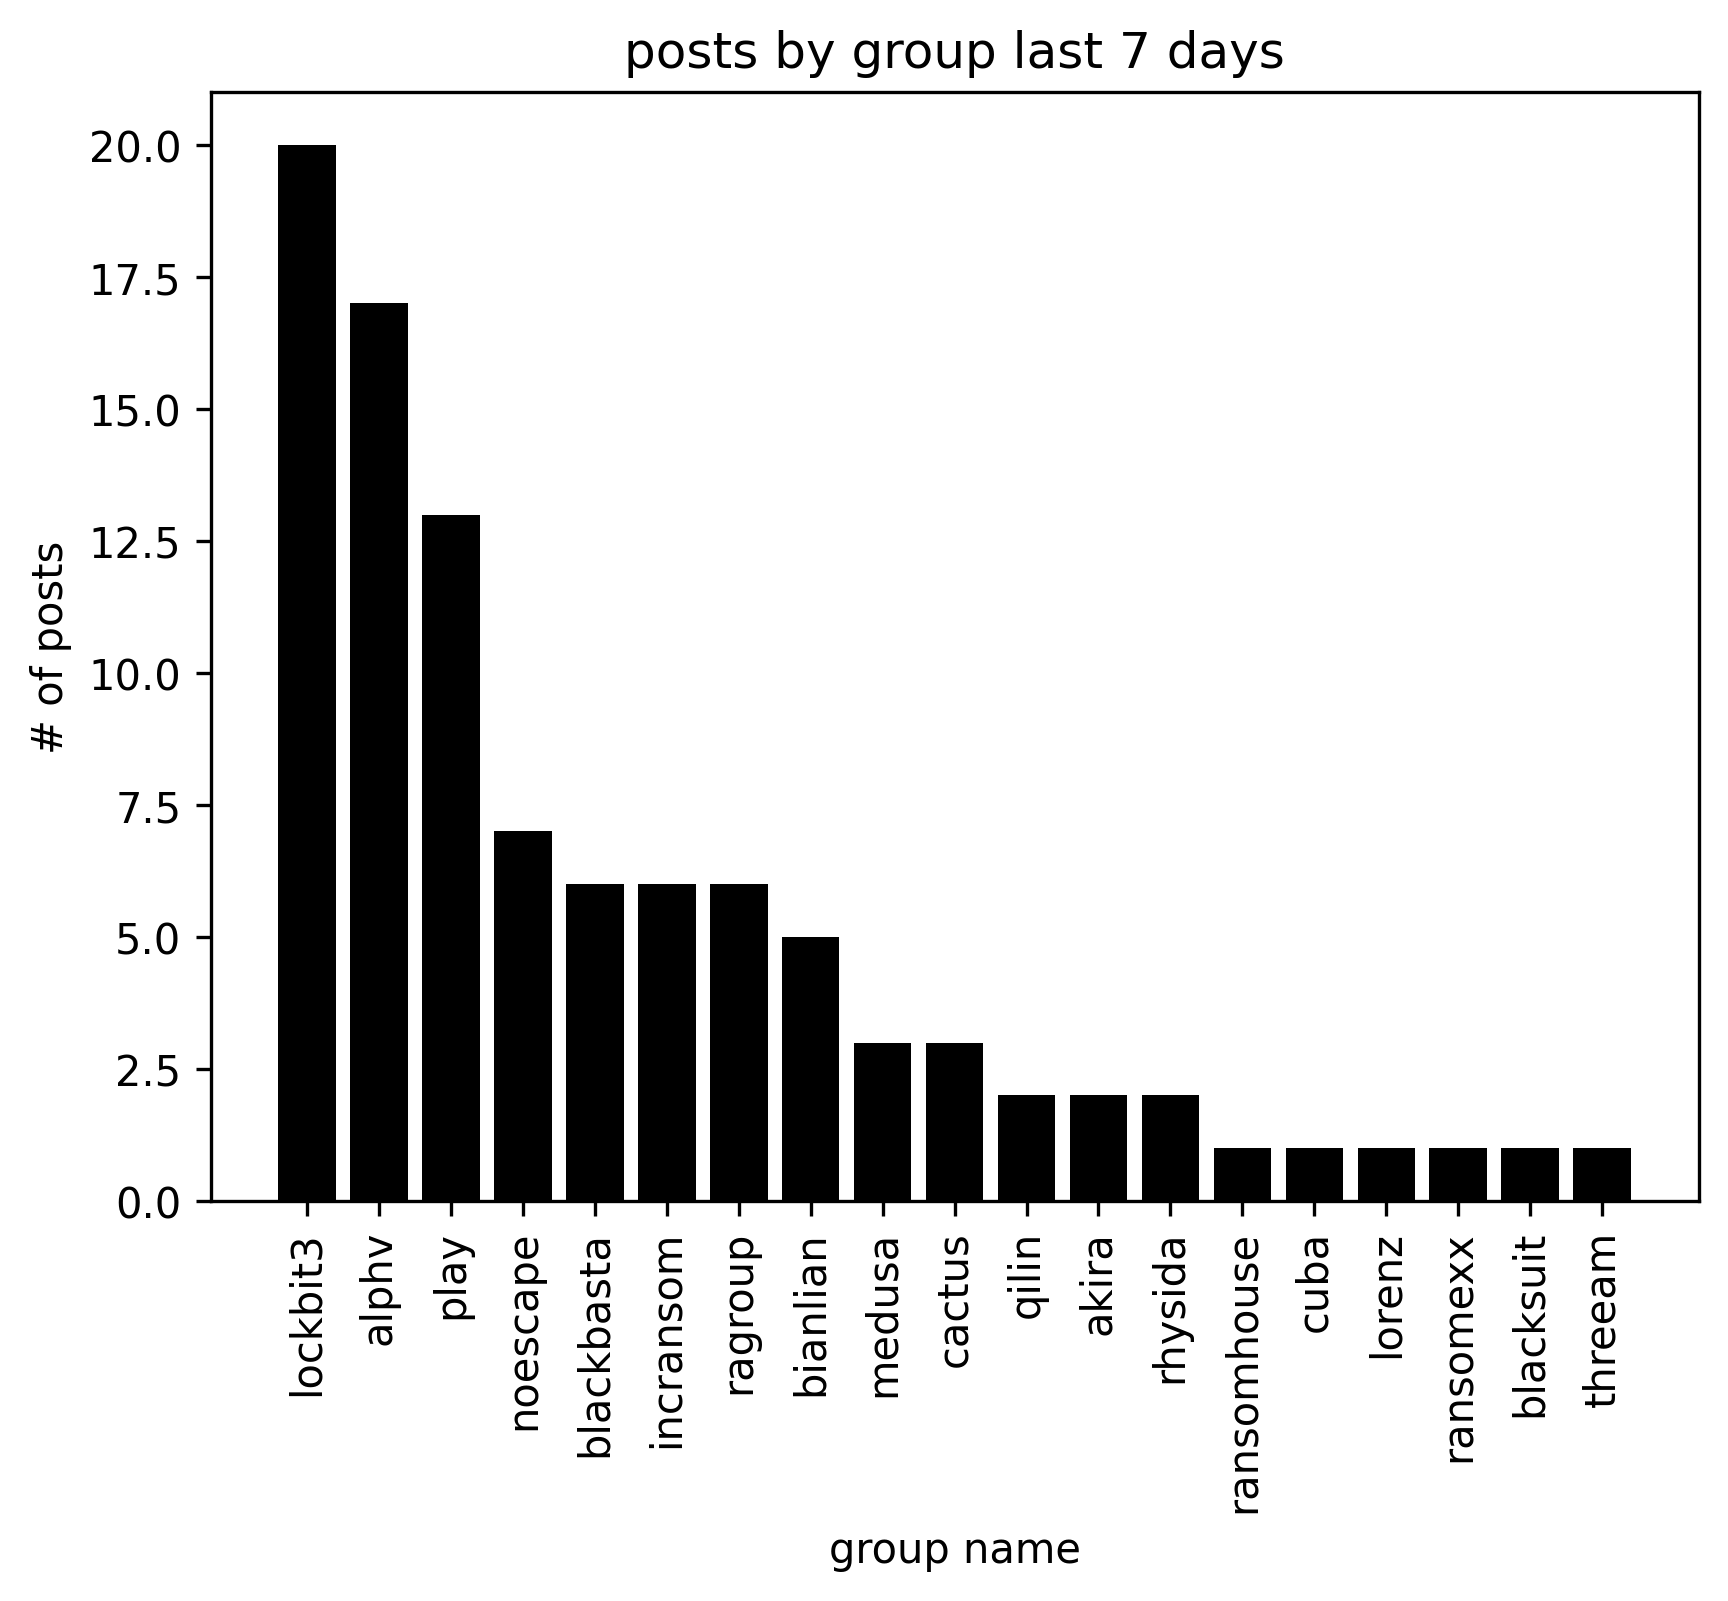 posts by group last 7 days
20.0
17.5
15.0
12.5
10.0
7.5
5.0
2.5
0.0
# of posts
lockbit3
alphv
play
noescape
blackbasta
incransom
ragroup
bianlian
medusa
cactus
qilin
akira
rhysida
ransomhouse
cuba
lorenz
ransomexx
blacksuit
threeam
group name